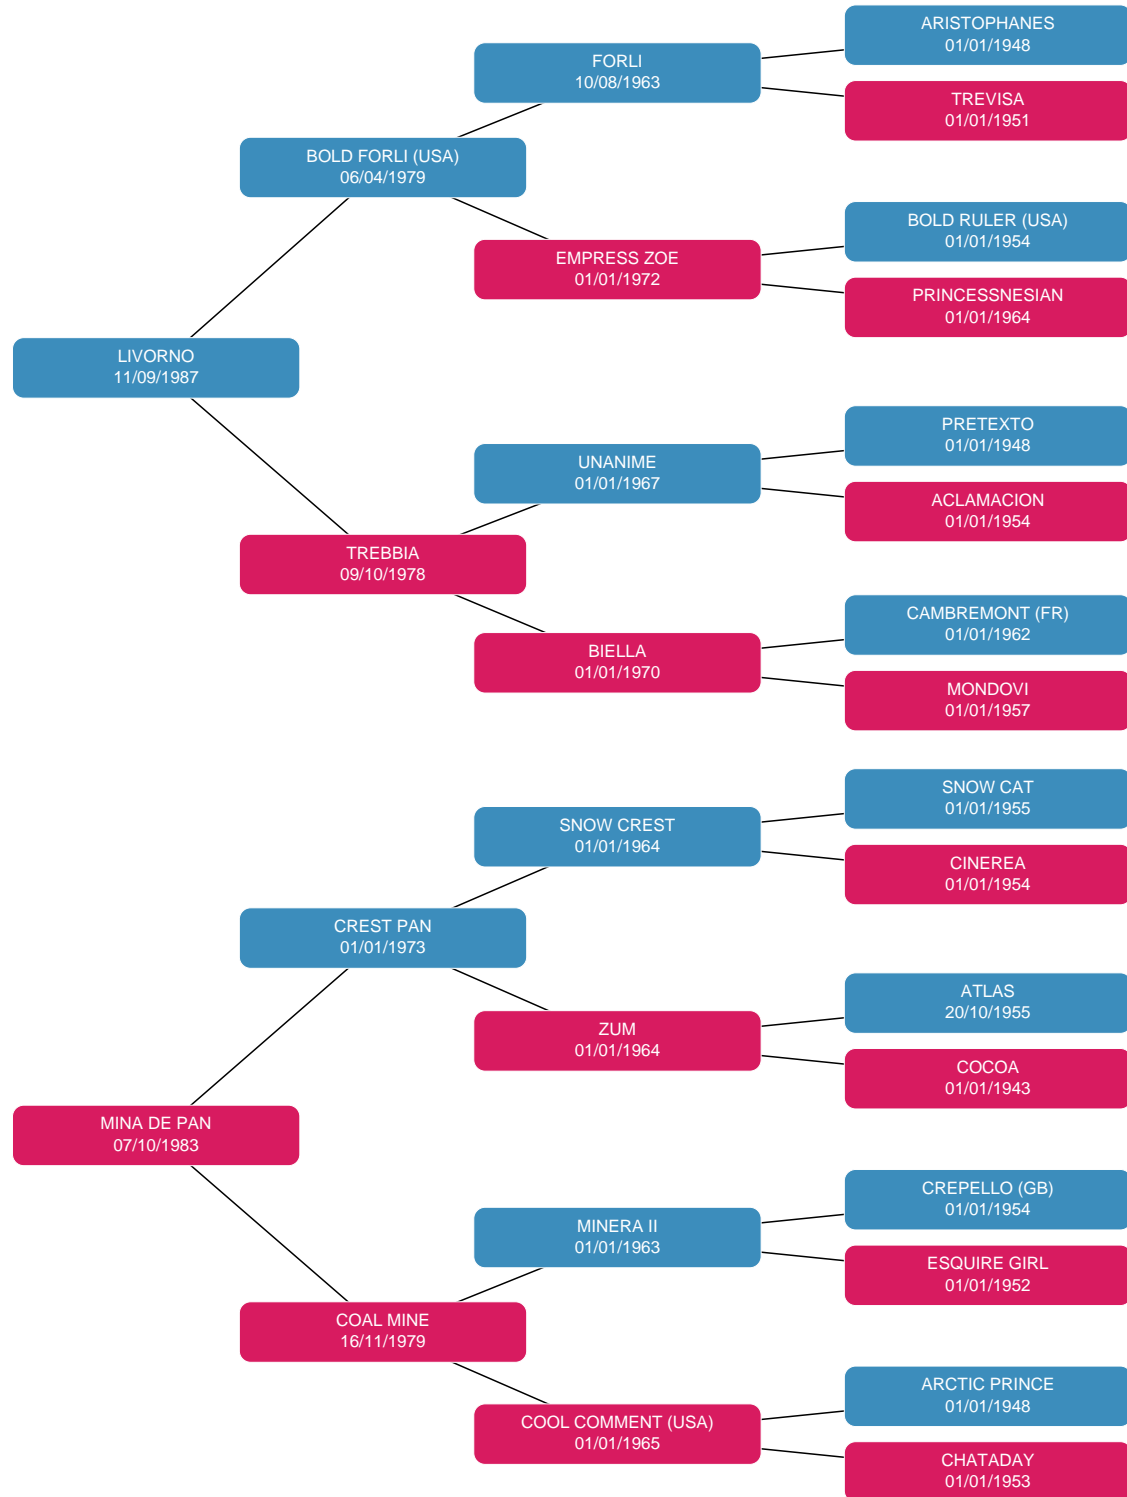 ARISTOPHANES
01/01/1948
FORLI
10/08/1963
TREVISA
01/01/1951
BOLD FORLI (USA)
06/04/1979
BOLD RULER (USA)
01/01/1954
EMPRESS ZOE
01/01/1972
PRINCESSNESIAN
01/01/1964
LIVORNO
11/09/1987
PRETEXTO
01/01/1948
UNANIME
01/01/1967
ACLAMACION
01/01/1954
TREBBIA
09/10/1978
CAMBREMONT (FR)
01/01/1962
BIELLA
01/01/1970
MONDOVI
01/01/1957
SNOW CAT
01/01/1955
SNOW CREST
01/01/1964
CINEREA
01/01/1954
CREST PAN
01/01/1973
ATLAS
20/10/1955
ZUM
01/01/1964
COCOA
01/01/1943
MINA DE PAN
07/10/1983
CREPELLO (GB)
01/01/1954
MINERA II
01/01/1963
ESQUIRE GIRL
01/01/1952
COAL MINE
16/11/1979
ARCTIC PRINCE
01/01/1948
COOL COMMENT (USA)
01/01/1965
CHATADAY
01/01/1953